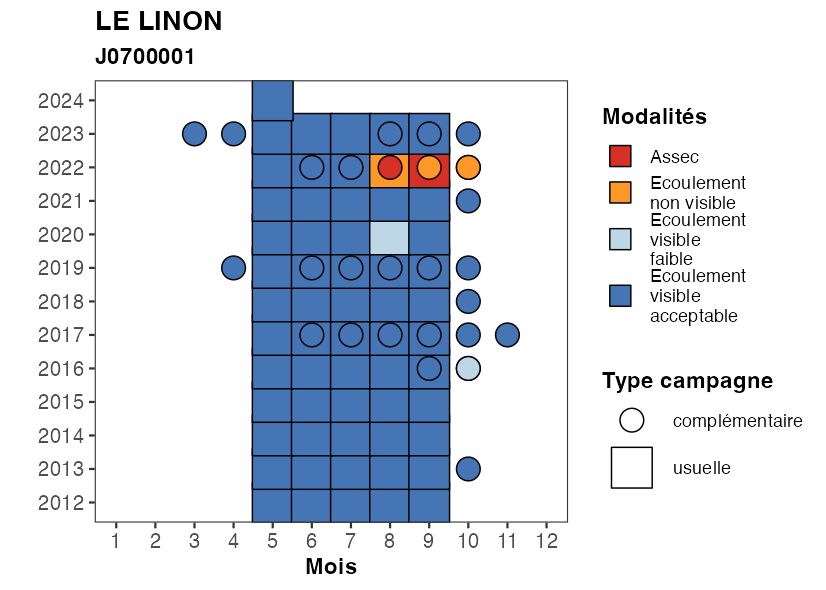 LE LINON
J0700001
2024
2023
2022
2021
2020
2019
2018
2017
2016
2015
2014
2013
2012
1 2 3 4 5 6 7 8 9 10 11 12
Mois
Modalités
Assec
Ecoulement
non visible
Ecoulement
visible
faible
Ecoulement
visible
acceptable
Type campagne
complémentaire
usuelle